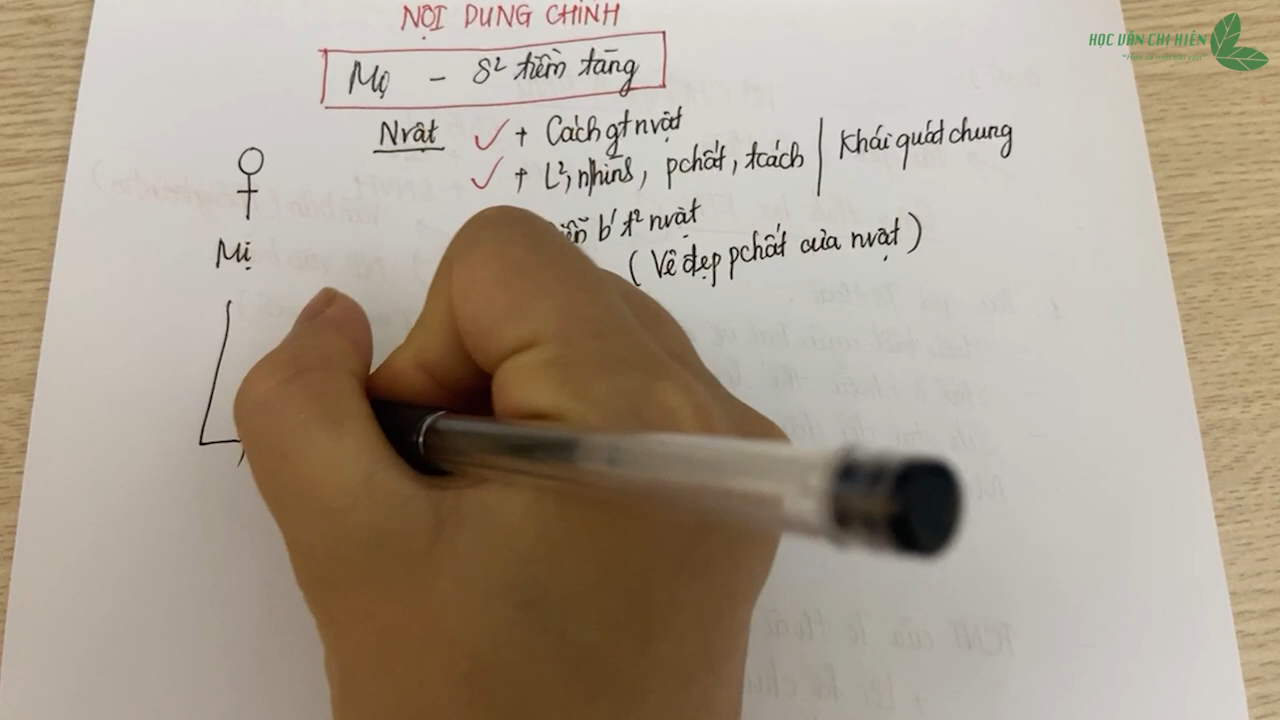 NỘI DUNG CHÍNH
HỌC VĂN CHỊ HIÊN
Mị - S² tiềm tàng
Nvật + Cách gt nvật
+ L², nhìns, pchất, tcách | Khái quát chung
b' t² nvật
(Vẻ đẹp pchất của nvật)
Mị